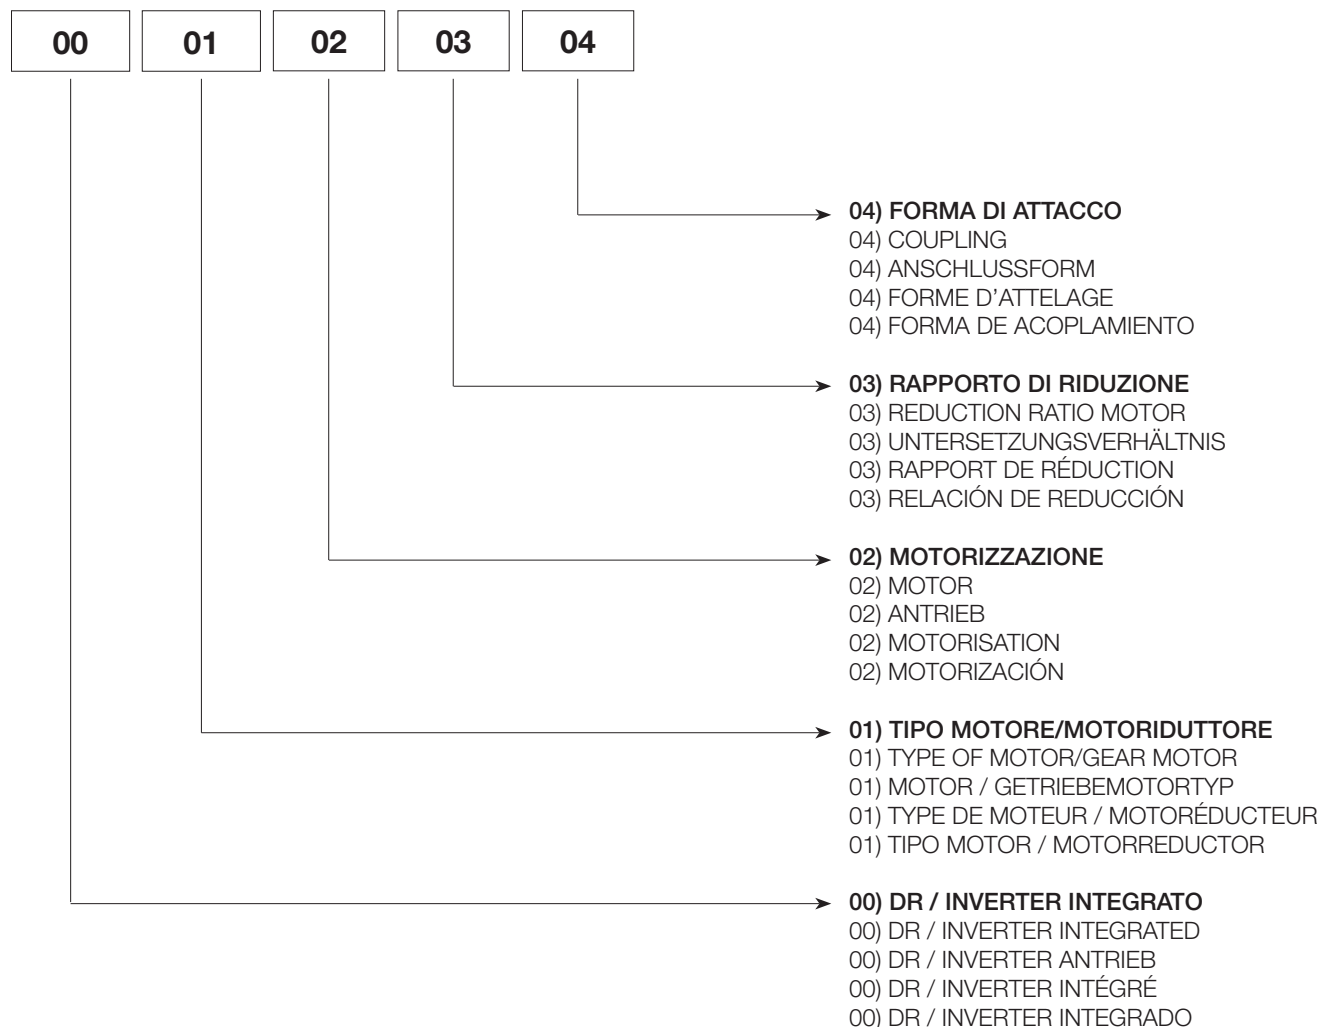 00 01 02 03 04
04) FORMA DI ATTACCO
04) COUPLING
04) ANSCHLUSSFORM
04) FORME D’ATTELAGE
04) FORMA DE ACOPLAMIENTO
03) RAPPORTO DI RIDUZIONE
03) REDUCTION RATIO MOTOR
03) UNTERSETZUNGSVERHÄLTNIS
03) RAPPORT DE RÉDUCTION
03) RELACIÓN DE REDUCCIÓN
02) MOTORIZZAZIONE
02) MOTOR
02) ANTRIEB
02) MOTORISATION
02) MOTORIZACIÓN
01) TIPO MOTORE/MOTORIDUTTORE
01) TYPE OF MOTOR/GEAR MOTOR
01) MOTOR / GETRIEBEMOTORTYP
01) TYPE DE MOTEUR / MOTORÉDUCTEUR
01) TIPO MOTOR / MOTORREDUCTOR
00) DR / INVERTER INTEGRATO
00) DR / INVERTER INTEGRATED
00) DR / INVERTER ANTRIEB
00) DR / INVERTER INTÉGRÉ
00) DR / INVERTER INTEGRADO